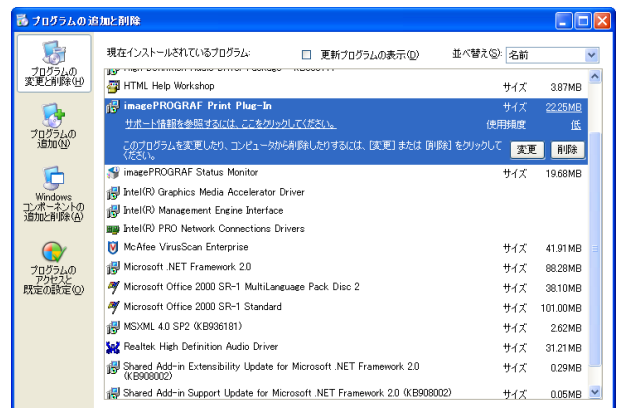 プログラムの追加と削除
プログラムの
変更と削除(H)
プログラムの
追加(N)
Windows
コンポーネントの
追加と削除(A)
プログラムの
アクセスと
既定の設定(O)
現在インストールされているプログラム: 更新プログラムの表示(D) 並べ替え(S): 名前
HTML Help Workshop サイズ 3.87MB
imagePROGRAF Print Plug-In サイズ 22.25MB
サポート情報を参照するには、ここをクリックしてください。 使用頻度 低
このプログラムを変更したり、コンピュータから削除したりするには、[変更] または [削除] をクリックして
ください。 変更 削除
imagePROGRAF Status Monitor サイズ 19.68MB
Intel(R) Graphics Media Accelerator Driver
Intel(R) Management Engine Interface
Intel(R) PRO Network Connections Drivers
McAfee VirusScan Enterprise サイズ 41.91MB
Microsoft .NET Framework 2.0 サイズ 88.28MB
Microsoft Office 2000 SR-1 MultiLanguage Pack Disc 2 サイズ 38.10MB
Microsoft Office 2000 SR-1 Standard サイズ 101.00MB
MSXML 4.0 SP2 (KB936181) サイズ 2.62MB
Realtek High Definition Audio Driver サイズ 31.21MB
Shared Add-in Extensibility Update for Microsoft .NET Framework 2.0
(KB908002) サイズ 0.29MB
Shared Add-in Support Update for Microsoft .NET Framework 2.0 (KB908002) サイズ 0.05MB